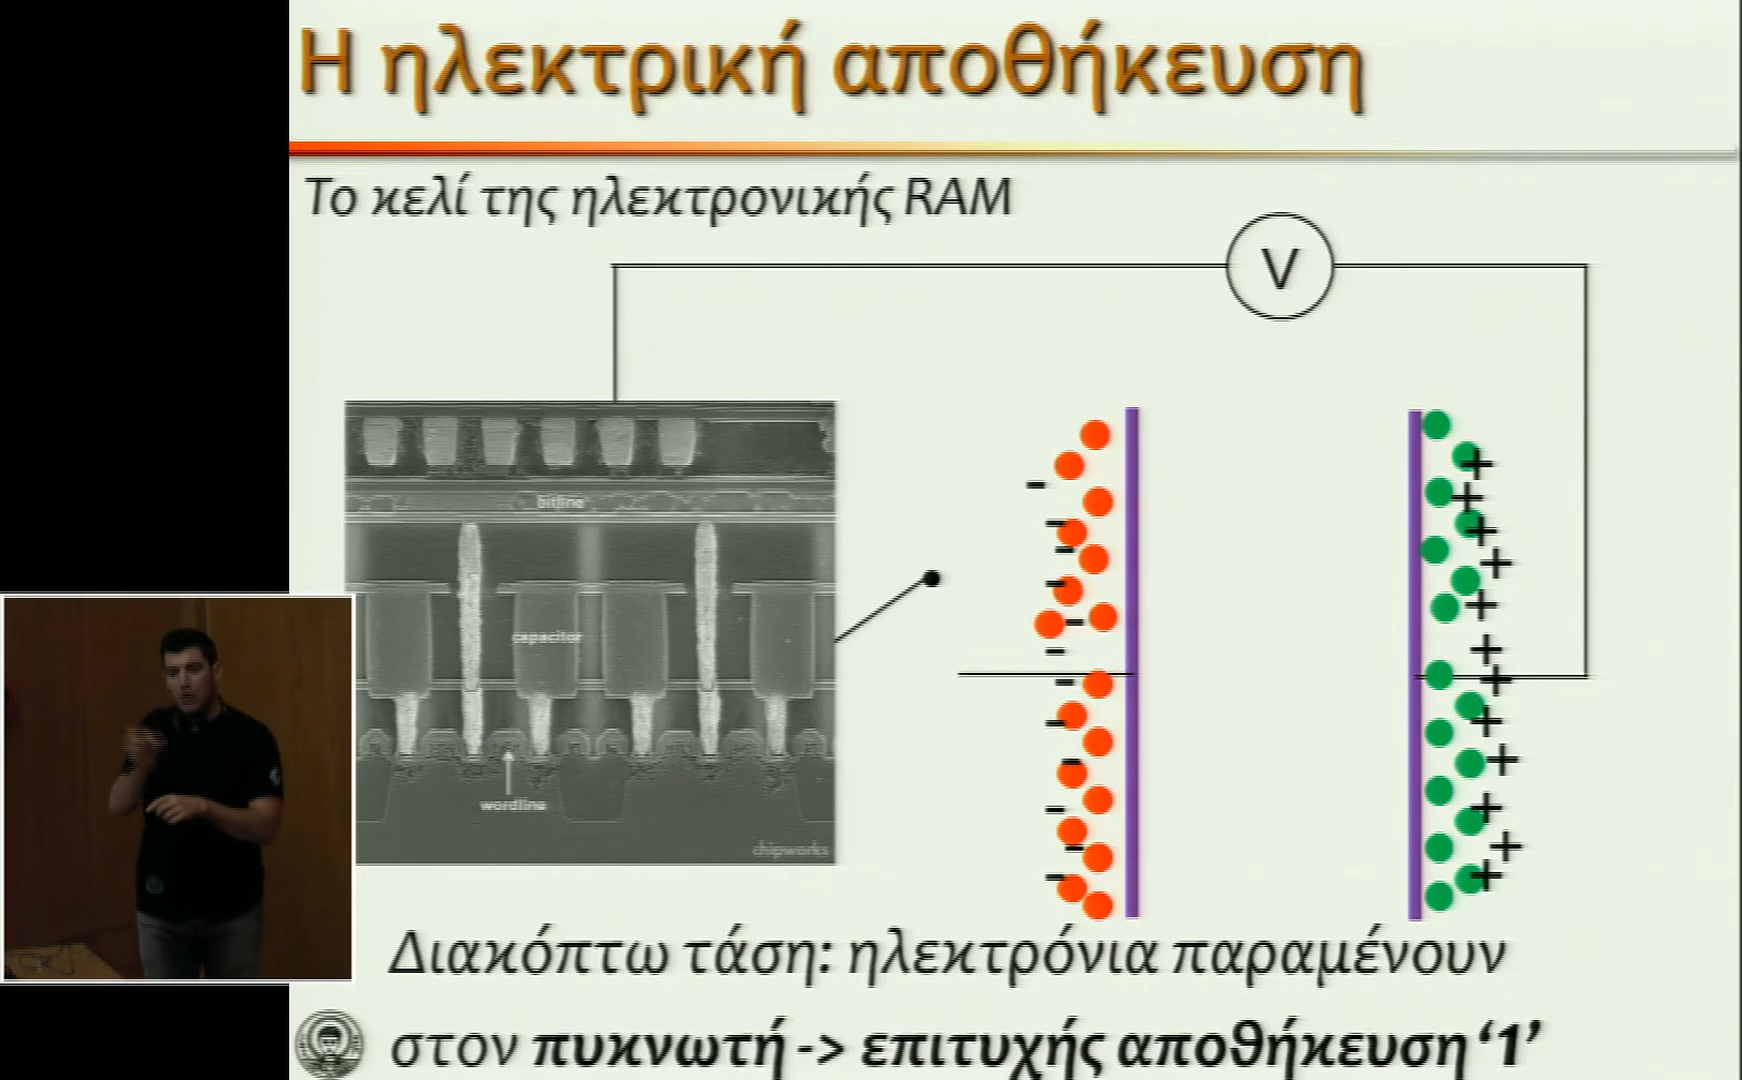 Η ηλεκτρική αποθήκευση
Το κελί της ηλεκτρονικής RAM
V
bitline
capacitor
wordline
chipworks
Διακόπτω τάση: ηλεκτρόνια παραμένουν
στον πυκνωτή -> επιτυχής αποθήκευση ‘1’